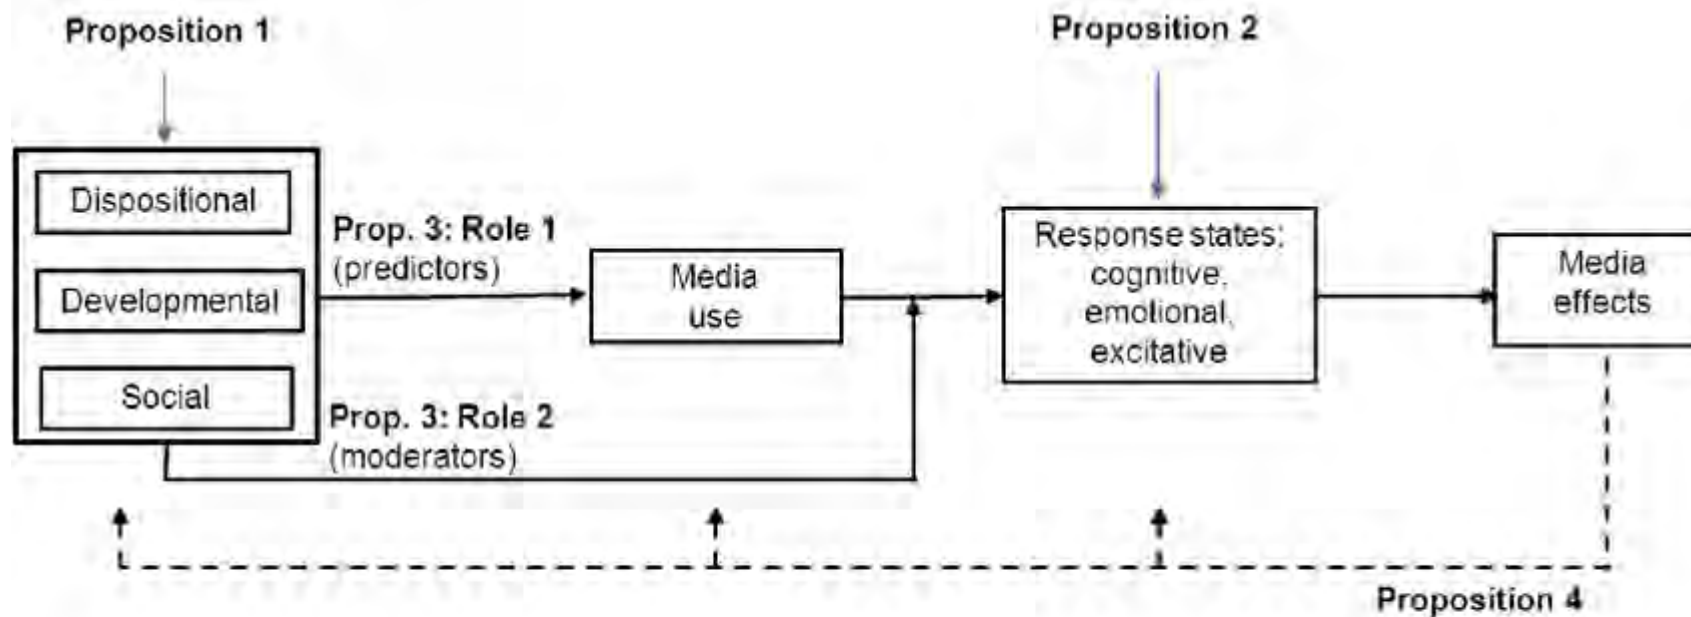 Proposition 1
Proposition 2
Dispositional
Developmental
Social
Prop. 3: Role 1
(predictors)
Prop. 3: Role 2
(moderators)
Media
use
Response states:
cognitive,
emotional,
excitative
Media
effects
Proposition 4